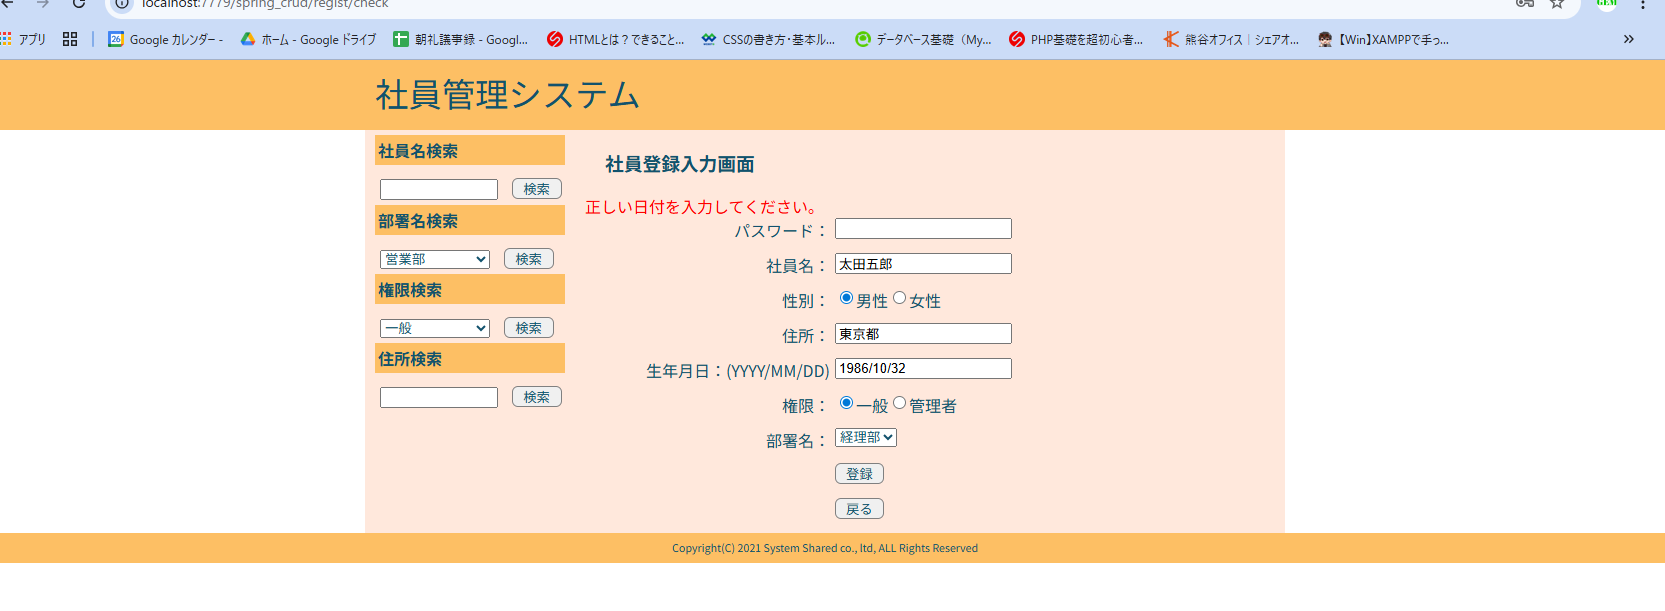 localhost:7779/spring_crud/regist/check
アプリ
Google カレンダー -
ホーム - Google ドライブ
朝礼議事録 - Googl...
HTMLとは？できること...
CSSの書き方・基本ル...
データベース基礎（My...
PHP基礎を超初心者...
熊谷オフィス｜シェアオ...
【Win】XAMPPで手っ...
»
社員管理システム
社員名検索
検索
部署名検索
営業部 検索
権限検索
一般 検索
住所検索
検索
社員登録入力画面
正しい日付を入力してください。
パスワード：
社員名： 太田五郎
性別： 男性 女性
住所： 東京都
生年月日：(YYYY/MM/DD) 1986/10/32
権限： 一般 管理者
部署名： 経理部
登録
戻る
Copyright(C) 2021 System Shared co., ltd, ALL Rights Reserved